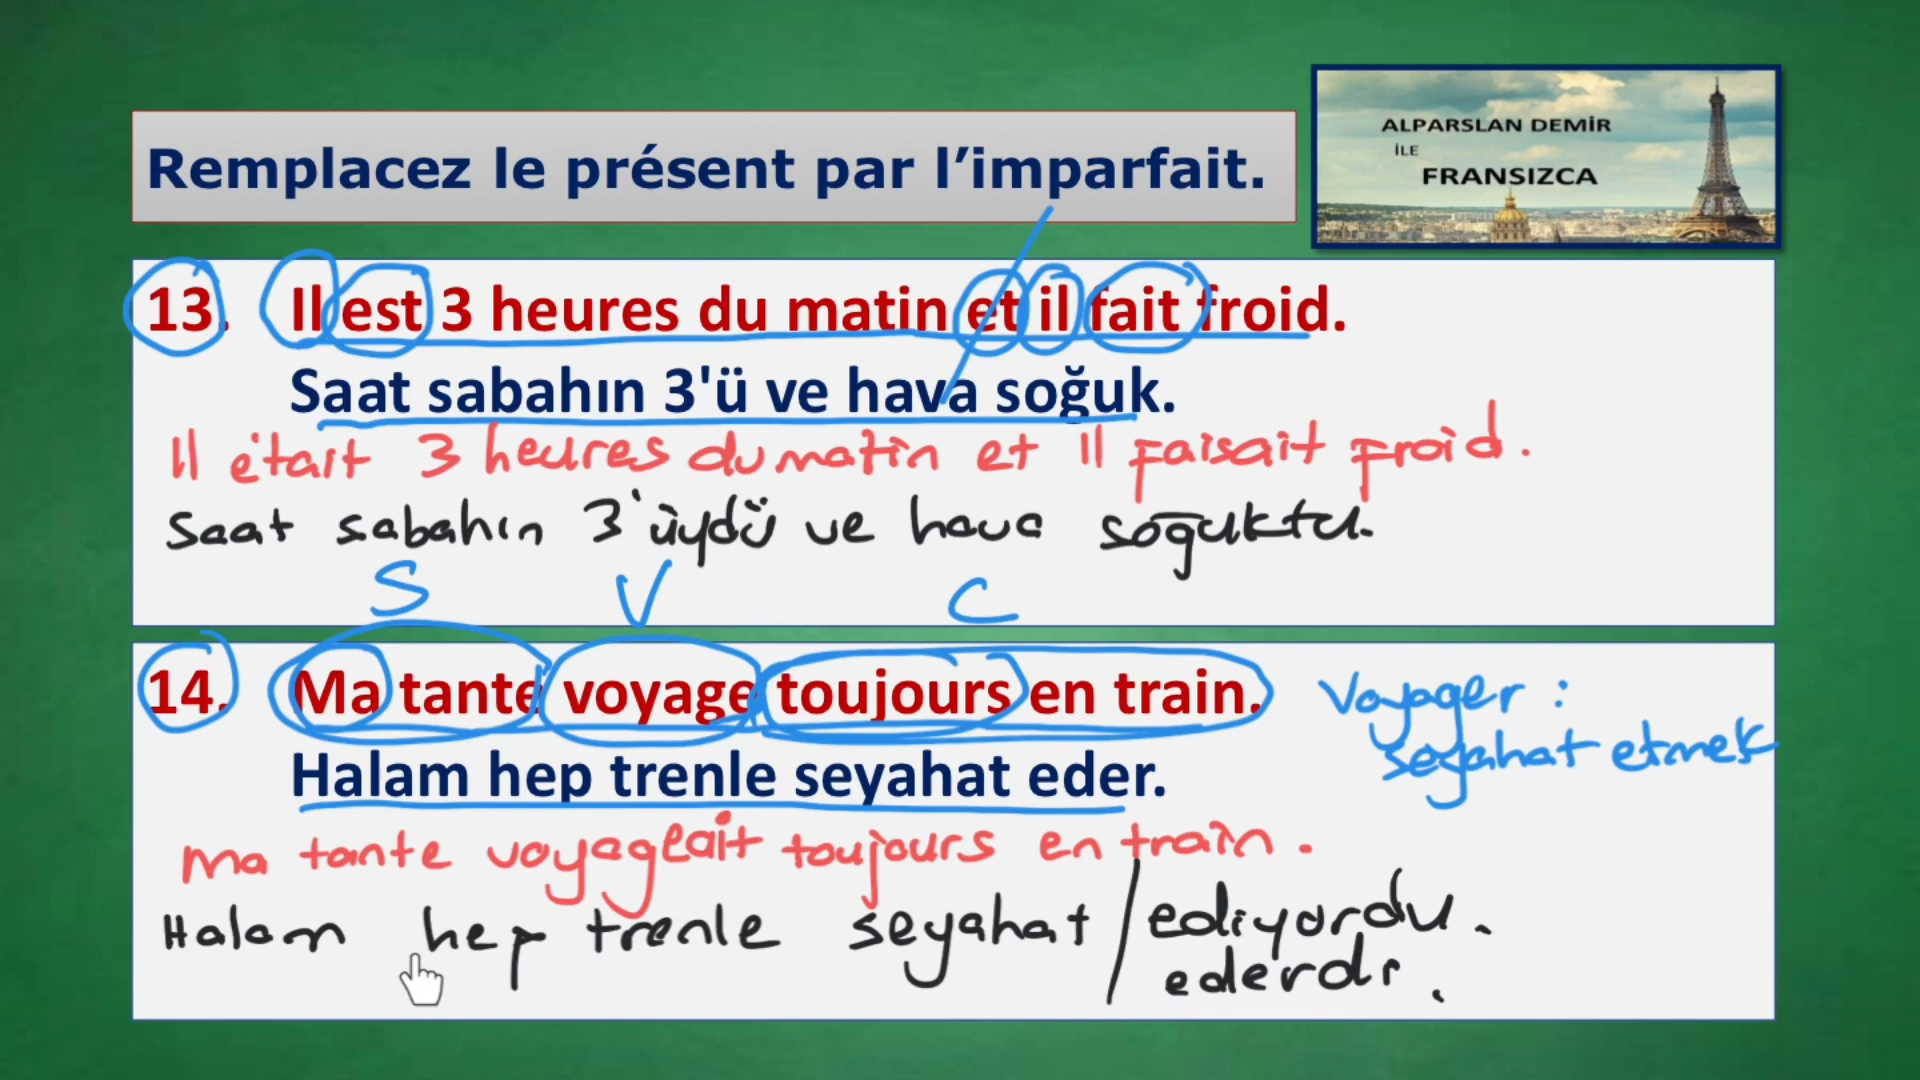 Remplacez le présent par l’imparfait.
ALPARSLAN DEMİR
İLE
FRANSIZCA
13. Il est 3 heures du matin et il fait froid.
Saat sabahın 3'ü ve hava soğuk.
Il était 3 heures du matin et il faisait froid.
Saat sabahın 3'üydü ve hava soğuktu.
S V C
14. Ma tante voyage toujours en train.
Voyager :
seyahat etmek
Halam hep trenle seyahat eder.
Ma tante voyageait toujours en train.
Halam hep trenle seyahat / ediyordu.
ederdi.